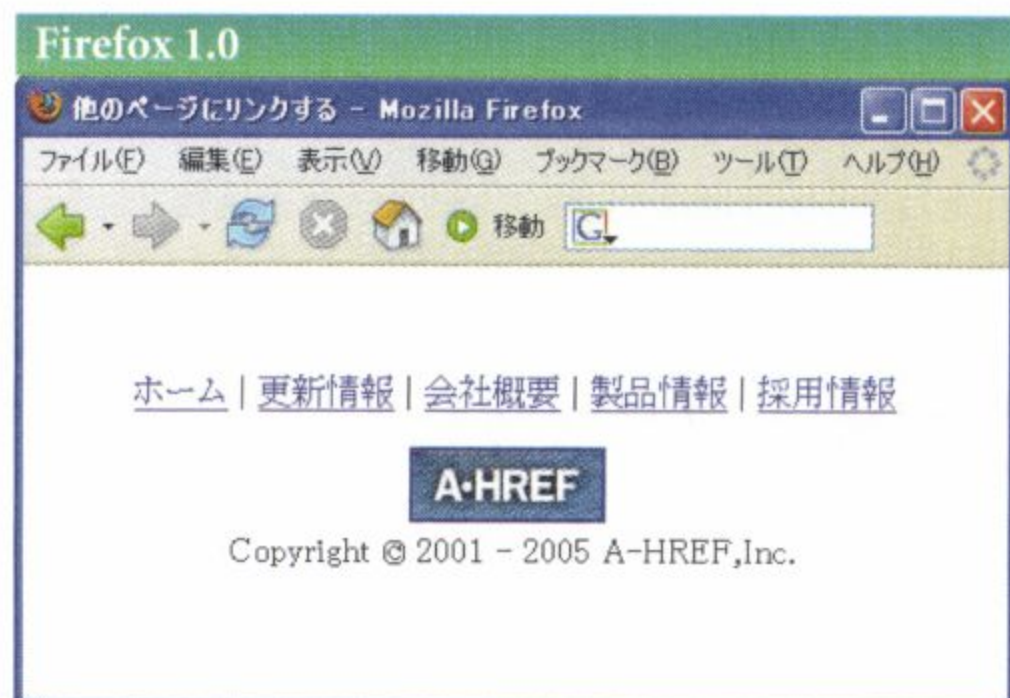 Firefox 1.0
他のページにリンクする - Mozilla Firefox
ファイル(F) 編集(E) 表示(V) 移動(G) ブックマーク(B) ツール(T) ヘルプ(H)
移動 G
ホーム | 更新情報 | 会社概要 | 製品情報 | 採用情報
A・HREF
Copyright © 2001 - 2005 A-HREF,Inc.